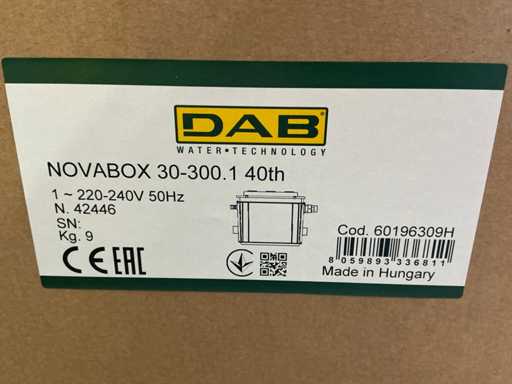 DAB
WATER•TECHNOLOGY
NOVABOX 30-300.1 40th
1 ~ 220-240V 50Hz
N. 42446
SN:
Kg. 9
Cod. 60196309H
8 059893 336811
Made in Hungary
CE EAC